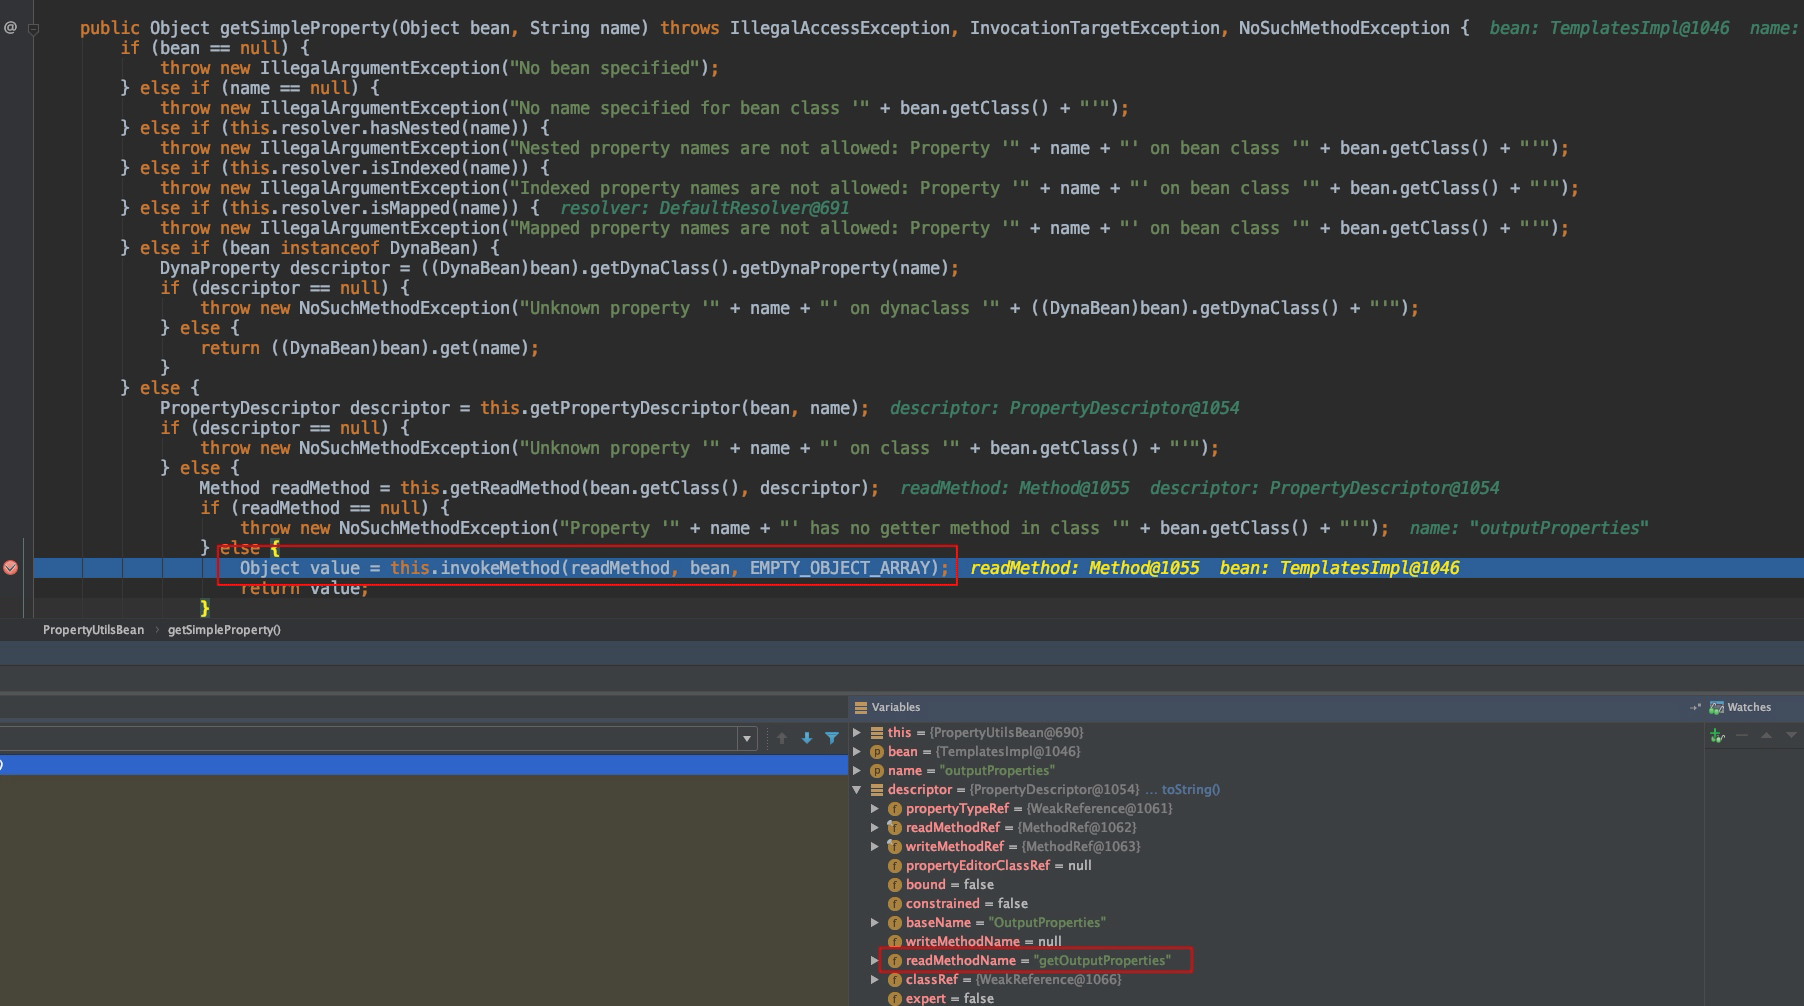 public Object getSimpleProperty(Object bean, String name) throws IllegalAccessException, InvocationTargetException, NoSuchMethodException {  bean: TemplatesImpl@1046  name:
if (bean == null) {
throw new IllegalArgumentException("No bean specified");
} else if (name == null) {
throw new IllegalArgumentException("No name specified for bean class '" + bean.getClass() + "'");
} else if (this.resolver.hasNested(name)) {
throw new IllegalArgumentException("Nested property names are not allowed: Property '" + name + "' on bean class '" + bean.getClass() + "'");
} else if (this.resolver.isIndexed(name)) {
throw new IllegalArgumentException("Indexed property names are not allowed: Property '" + name + "' on bean class '" + bean.getClass() + "'");
} else if (this.resolver.isMapped(name)) {  resolver: DefaultResolver@691
throw new IllegalArgumentException("Mapped property names are not allowed: Property '" + name + "' on bean class '" + bean.getClass() + "'");
} else if (bean instanceof DynaBean) {
DynaProperty descriptor = ((DynaBean)bean).getDynaClass().getDynaProperty(name);
if (descriptor == null) {
throw new NoSuchMethodException("Unknown property '" + name + "' on dynaclass '" + ((DynaBean)bean).getDynaClass() + "'");
} else {
return ((DynaBean)bean).get(name);
}
} else {
PropertyDescriptor descriptor = this.getPropertyDescriptor(bean, name);  descriptor: PropertyDescriptor@1054
if (descriptor == null) {
throw new NoSuchMethodException("Unknown property '" + name + "' on class '" + bean.getClass() + "'");
} else {
Method readMethod = this.getReadMethod(bean.getClass(), descriptor);  readMethod: Method@1055  descriptor: PropertyDescriptor@1054
if (readMethod == null) {
throw new NoSuchMethodException("Property '" + name + "' has no getter method in class '" + bean.getClass() + "'");  name: "outputProperties"
} else {
Object value = this.invokeMethod(readMethod, bean, EMPTY_OBJECT_ARRAY);  readMethod: Method@1055  bean: TemplatesImpl@1046
return value;
}
PropertyUtilsBean › getSimpleProperty()
Variables
Watches
this = {PropertyUtilsBean@690}
bean = {TemplatesImpl@1046}
name = "outputProperties"
descriptor = {PropertyDescriptor@1054} ... toString()
propertyTypeRef = {WeakReference@1061}
readMethodRef = {MethodRef@1062}
writeMethodRef = {MethodRef@1063}
propertyEditorClassRef = null
bound = false
constrained = false
baseName = "OutputProperties"
writeMethodName = null
readMethodName = "getOutputProperties"
classRef = {WeakReference@1066}
expert = false